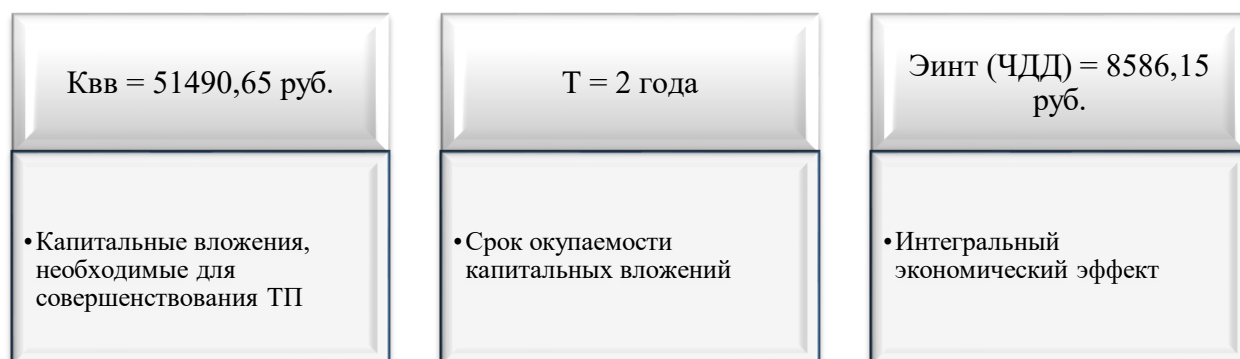 Квв = 51490,65 руб.
• Капитальные вложения,
необходимые для
совершенствования ТП
Т = 2 года
• Срок окупаемости
капитальных вложений
Эинт (ЧДД) = 8586,15
руб.
• Интегральный
экономический эффект